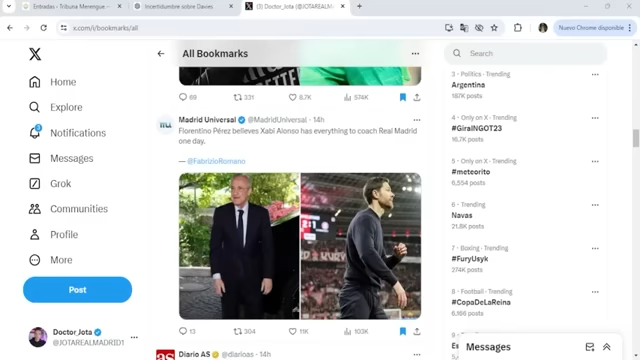 Entradas ‹ Tribuna Merengue —
Incertidumbre sobre Davies
(1) Doctor_Jota (@JOTAREALM
x.com/i/bookmarks/all
Nuevo Chrome disponible
Home
Explore
Notifications
Messages
Grok
Communities
Profile
More
Post
Doctor_Jota
@JOTAREALMADRID1
All Bookmarks
69
331
8.7K
574K
Madrid Universal @MadridUniversal · 14h
Florentino Pérez believes Xabi Alonso has everything to coach Real Madrid
one day.
— @FabrizioRomano
13
304
11K
103K
Diario AS @diarioas · 14h
Search
3 · Politics · Trending
Argentina
187K posts
4 · Only on X · Trending
#GiralNGOT23
16.7K posts
5 · Only on X · Trending
#meteorito
6,554 posts
6 · Trending
Navas
21.8K posts
7 · Boxing · Trending
#FuryUsyk
274K posts
8 · Football · Trending
#CopaDeLaReina
6,166 posts
Messages